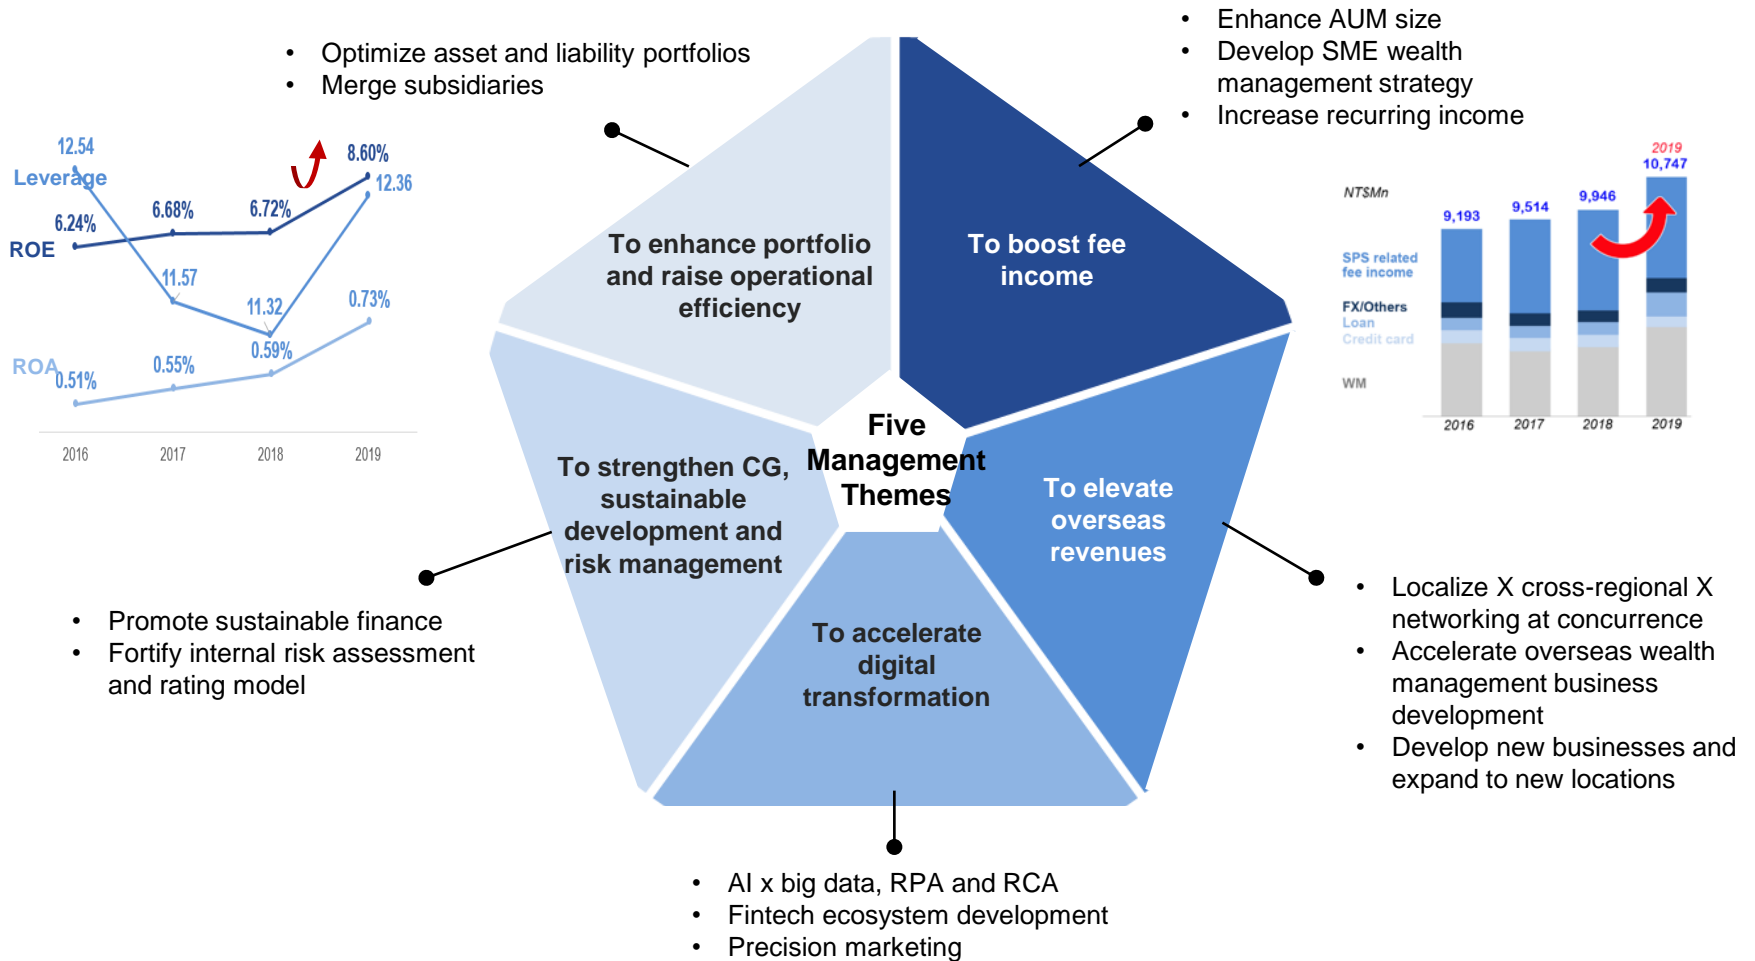 • Optimize asset and liability portfolios
• Merge subsidiaries
• Enhance AUM size
• Develop SME wealth
management strategy
• Increase recurring income
12.54
Leverage
6.24%
ROE
6.68%
6.72%
8.60%
12.36
11.57
11.32
0.73%
ROA
0.51%
0.55%
0.59%
2016
2017
2018
2019
To enhance portfolio
and raise operational
efficiency
To boost fee
income
2019
10,747
NT$Mn
9,193
9,514
9,946
SPS related
fee income
FX/Others
Loan
Credit card
WM
2016
2017
2018
2019
Five
Management
Themes
To strengthen CG,
sustainable
development and
risk management
To elevate
overseas
revenues
To accelerate
digital
transformation
• Promote sustainable finance
• Fortify internal risk assessment
and rating model
• Localize X cross-regional X
networking at concurrence
• Accelerate overseas wealth
management business
development
• Develop new businesses and
expand to new locations
• AI x big data, RPA and RCA
• Fintech ecosystem development
• Precision marketing